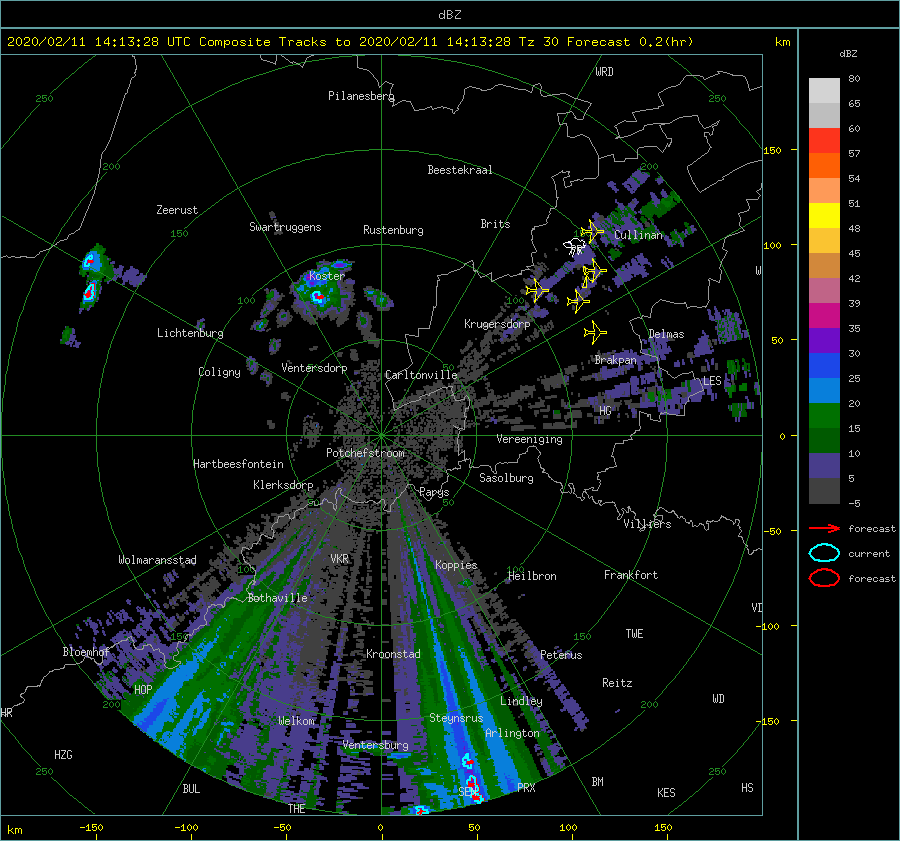 dBZ
2020/02/11 14:13:28 UTC Composite Tracks to 2020/02/11 14:13:28 Tz 30 Forecast 0.2(hr)
km
dBZ
80
65
60
57
54
51
48
45
42
39
35
30
25
20
15
10
5
-5
forecast
current
forecast
WRD
250
250
Pilanesberg
150
200
200
Beestekraal
Zeerust
Swartruggens
Brits
Rustenburg
150
Cullinan
100
Koster
100
100
Krugersdorp
Lichtenburg
Delmas
50
Brakpan
Coligny
Ventersdorp
Carltonville
LES
HG
Vereeniging
0
Potchefstroom
Hartbeesfontein
Sasolburg
Klerksdorp
Parys
50
50
Villiers
-50
VKR
Wolmaransstad
Koppies
100
100
Heilbron
Frankfort
Bothaville
-100
150
150
TWE
Bloemhof
Kroonstad
Petrus
Reitz
HOP
WD
Lindley
200
200
HR
Welkom
Steynsrus
-150
Arlington
Ventersburg
HZG
250
250
BM
BUL
PRX
HS
KES
THE
km
-150
-100
-50
0
50
100
150